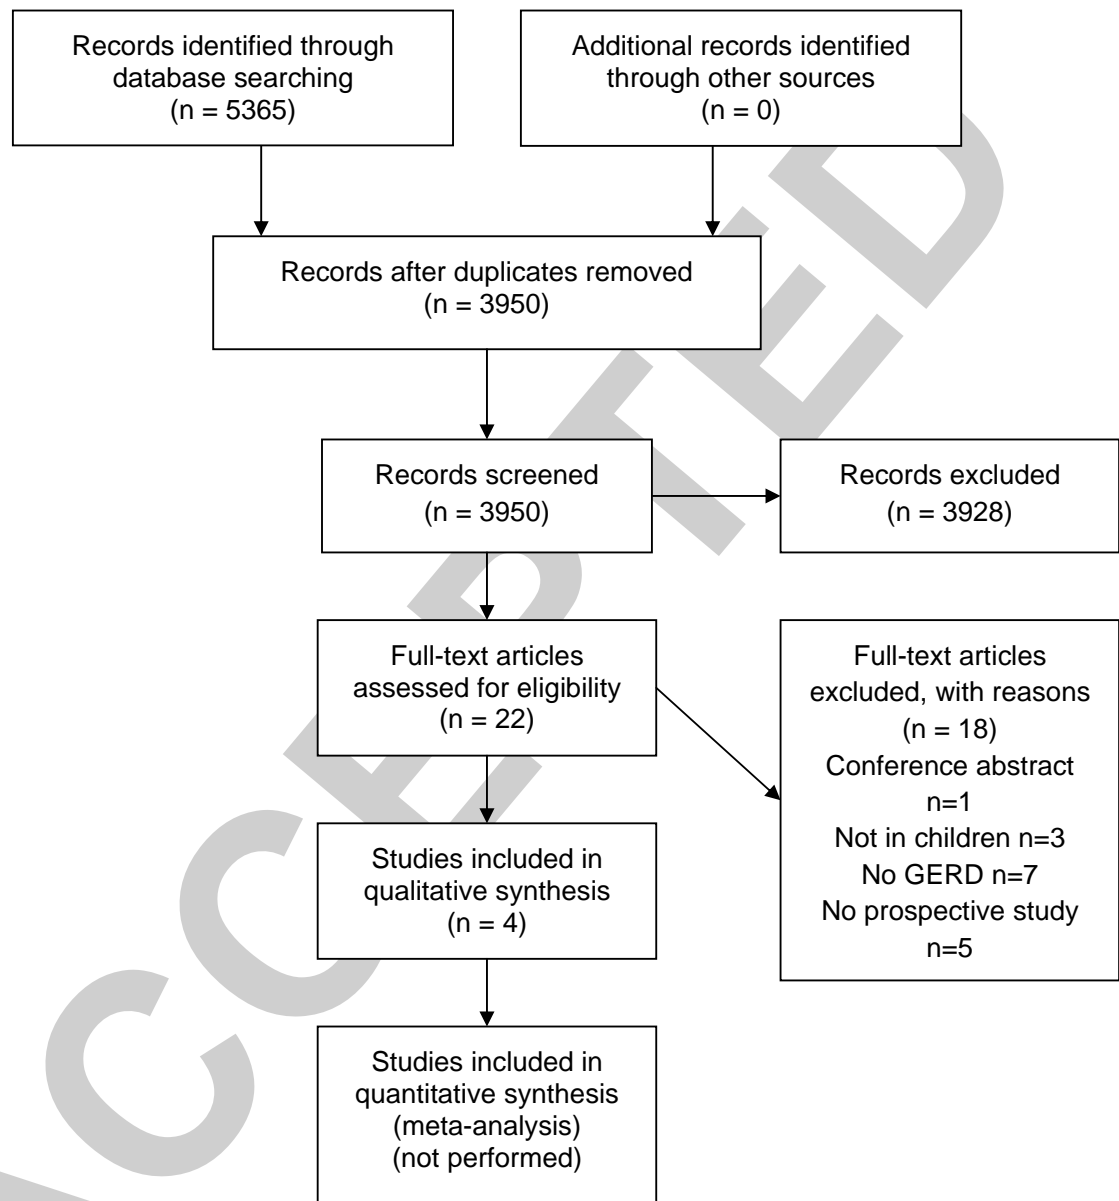 Records identified through
database searching
(n = 5365)
Additional records identified
through other sources
(n = 0)
Records after duplicates removed
(n = 3950)
Records screened
(n = 3950)
Records excluded
(n = 3928)
Full-text articles
assessed for eligibility
(n = 22)
Full-text articles
excluded, with reasons
(n = 18)
Conference abstract
n=1
Not in children n=3
No GERD n=7
No prospective study
n=5
Studies included in
qualitative synthesis
(n = 4)
Studies included in
quantitative synthesis
(meta-analysis)
(not performed)
ACCEPTED